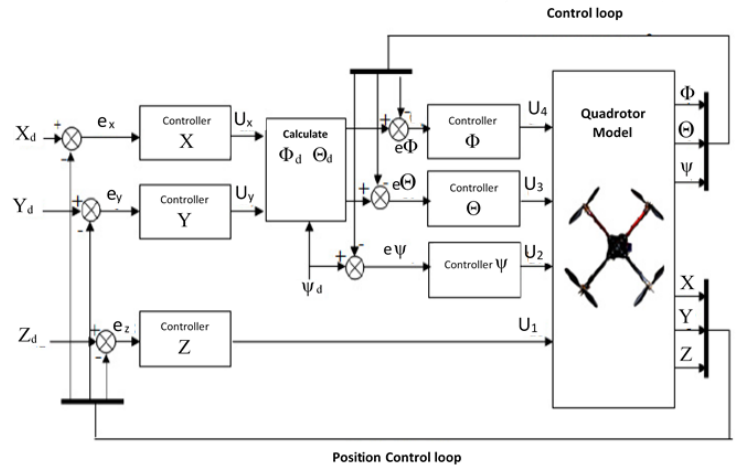 Control loop
Xd
+
-
ex
Controller
X
Ux
Calculate
Φd Θd
+
-
eΦ
Controller
Φ
U4
Quadrotor
Model
Φ
Θ
Ψ
Yd
+
-
ey
Controller
Y
Uy
+
-
eΘ
Controller
Θ
U3
Ψd
+
-
eΨ
Controller Ψ
U2
Zd
+
-
ez
Controller
Z
U1
X
Y
Z
Position Control loop